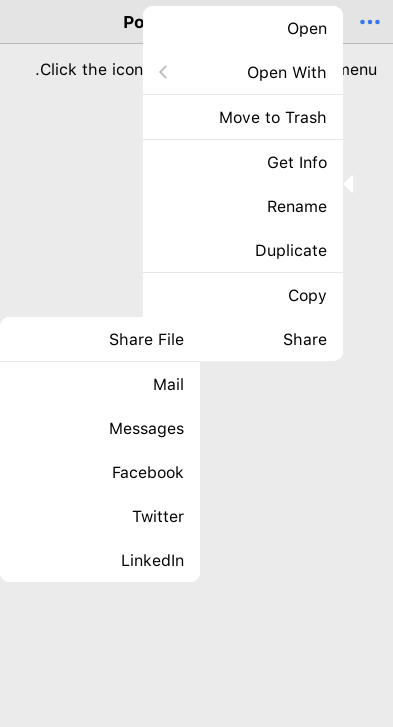 Po
.Click the icon
menu
Open
Open With
Move to Trash
Get Info
Rename
Duplicate
Copy
Share
Share File
Mail
Messages
Facebook
Twitter
LinkedIn